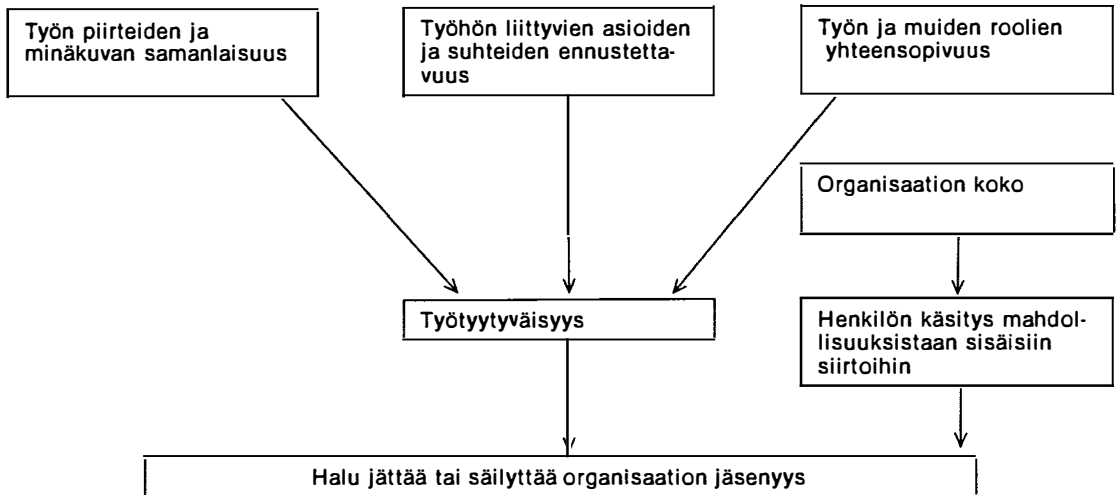 Työn piirteiden ja
minäkuvan samanlaisuus
Työhön liittyvien asioiden
ja suhteiden ennustetta-
vuus
Työn ja muiden roolien
yhteensopivuus
Organisaation koko
Työtyytyväisyys
Henkilön käsitys mahdol-
lisuuksistaan sisäisiin
siirtoihin
Halu jättää tai säilyttää organisaation jäsenyys